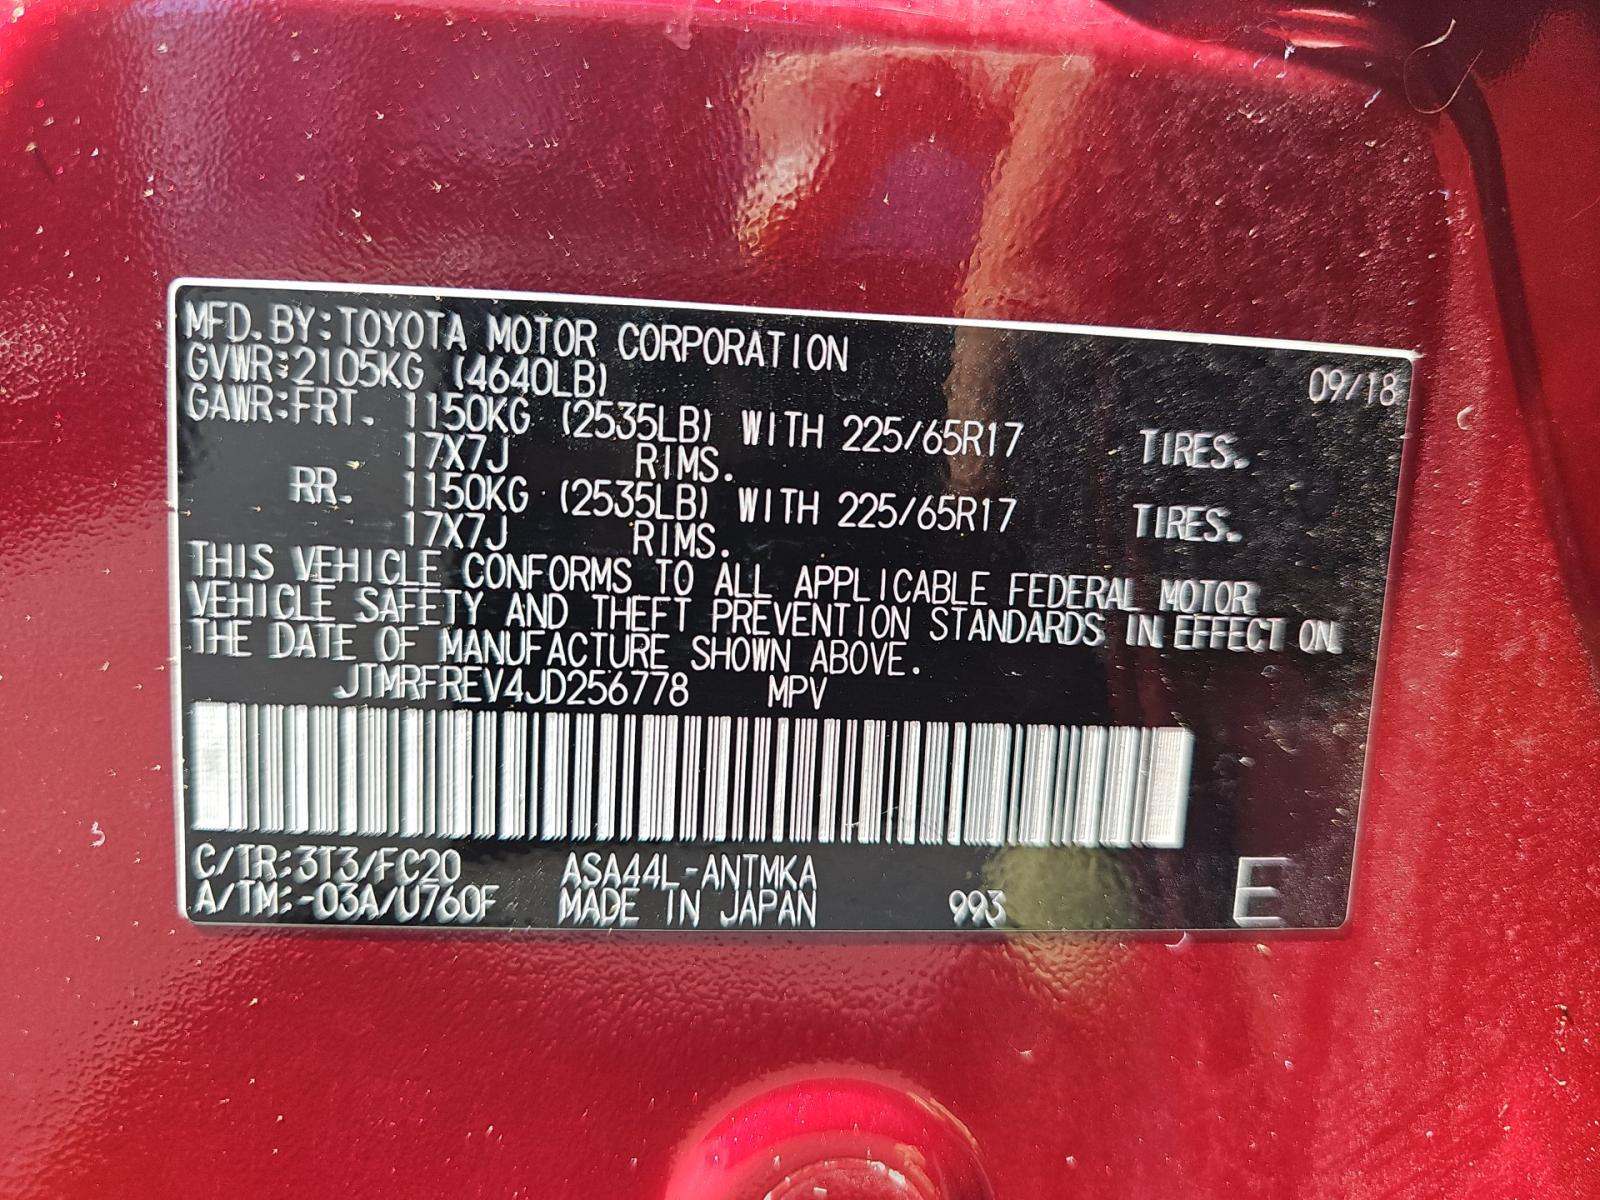 MFD.BY:TOYOTA MOTOR CORPORATION 09/18
GVWR:2105KG (4640LB)
GAWR:FRT. 1150KG (2535LB) WITH 225/65R17 TIRES.
17X7J RIMS.
RR. 1150KG (2535LB) WITH 225/65R17 TIRES.
17X7J RIMS.
THIS VEHICLE CONFORMS TO ALL APPLICABLE FEDERAL MOTOR
VEHICLE SAFETY AND THEFT PREVENTION STANDARDS IN EFFECT ON
THE DATE OF MANUFACTURE SHOWN ABOVE.
JTMRFREV4JD256778 MPV
C/TR:3T3/FC20 ASA44L-ANTMKA
A/TM:-03A/U760F MADE IN JAPAN 993 E